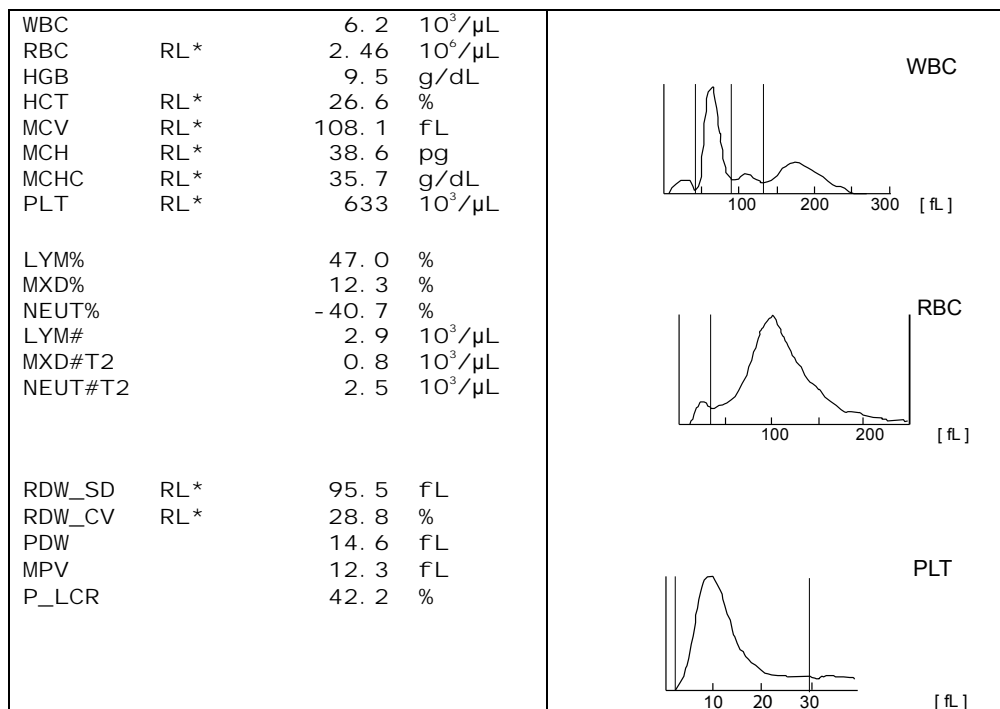 WBC 6.2 10³/µL
RBC RL* 2.46 10⁶/µL
HGB 9.5 g/dL
HCT RL* 26.6 %
MCV RL* 108.1 fL
MCH RL* 38.6 pg
MCHC RL* 35.7 g/dL
PLT RL* 633 10³/µL
LYM% 47.0 %
MXD% 12.3 %
NEUT% -40.7 %
LYM# 2.9 10³/µL
MXD#T2 0.8 10³/µL
NEUT#T2 2.5 10³/µL
RDW_SD RL* 95.5 fL
RDW_CV RL* 28.8 %
PDW 14.6 fL
MPV 12.3 fL
P_LCR 42.2 %
WBC
100 200 300 [fL]
RBC
100 200 [fL]
PLT
10 20 30 [fL]